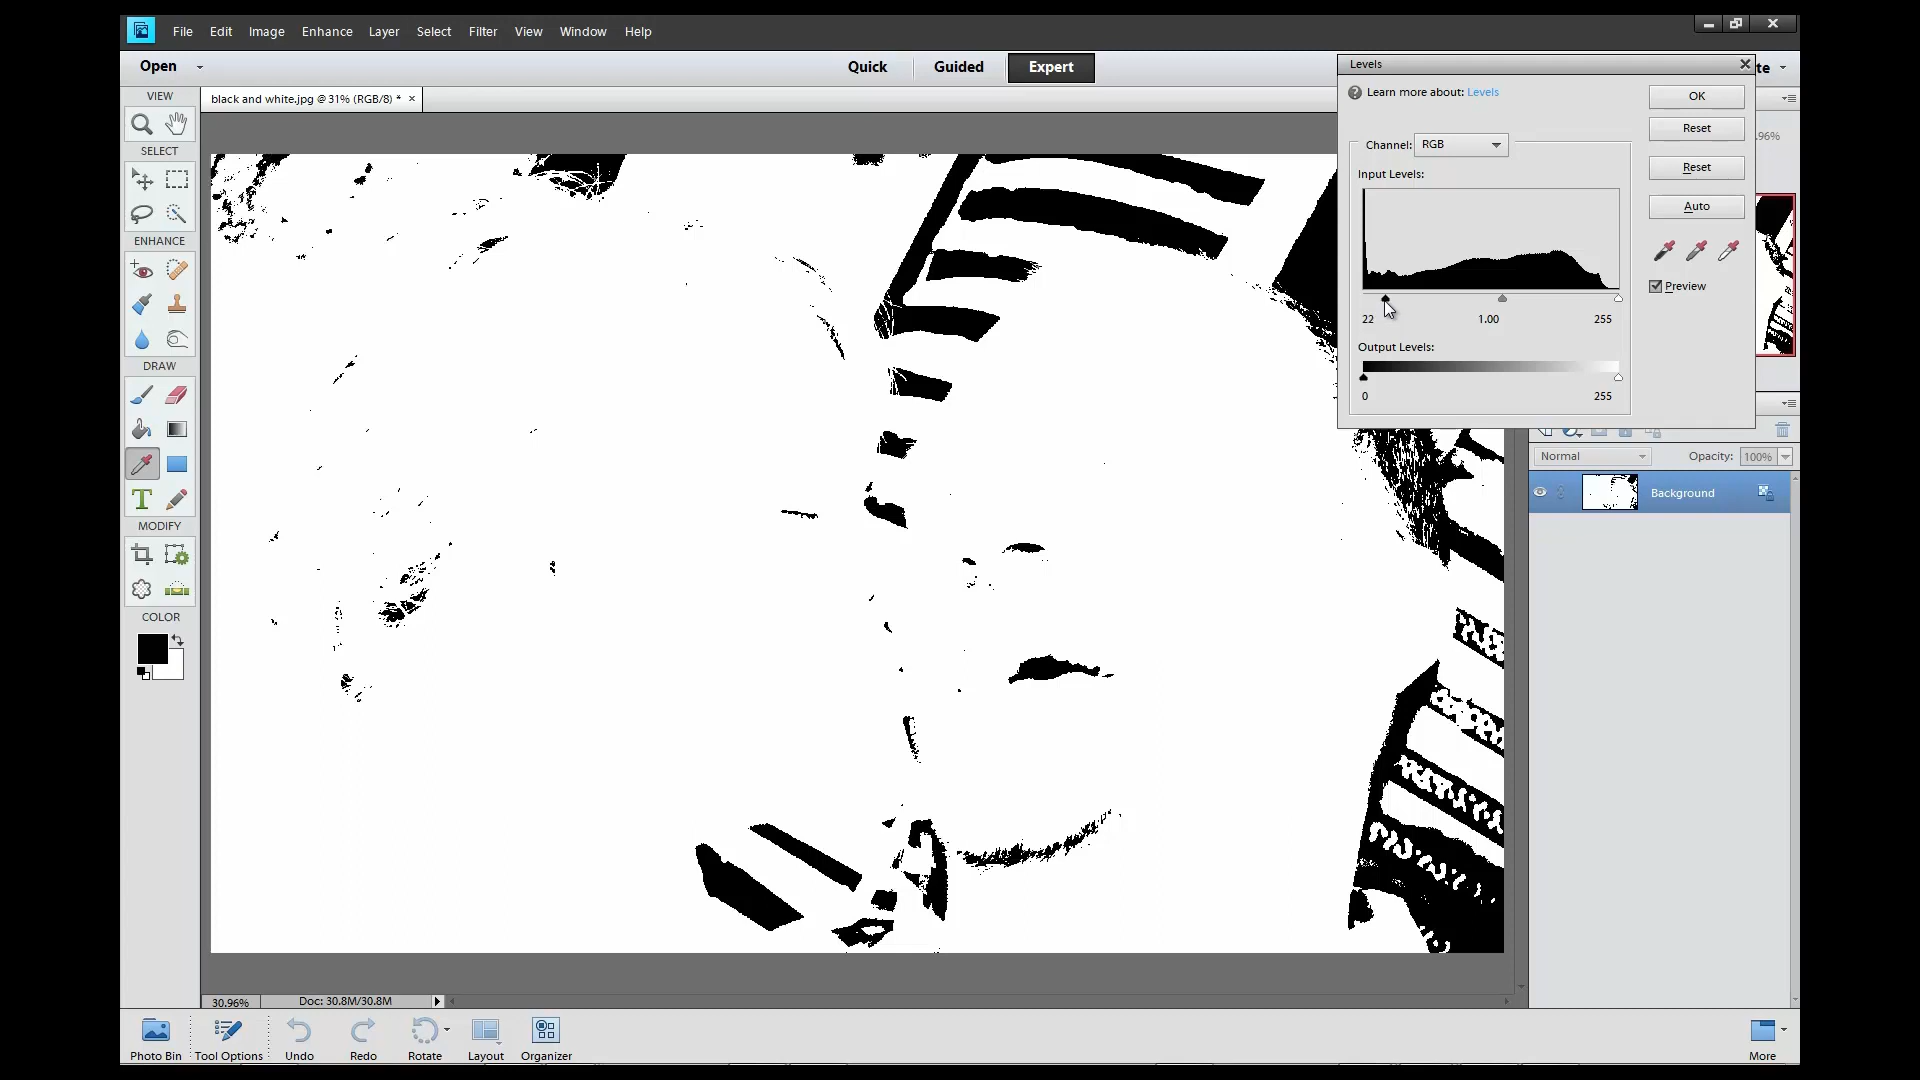 File Edit Image Enhance Layer Select Filter View Window Help
Open Quick Guided Expert
black and white.jpg @ 31% (RGB/8) * ×
VIEW
SELECT
ENHANCE
DRAW
T
MODIFY
COLOR
Levels
te
Learn more about: Levels
OK
Reset
Channel: RGB
Reset
Input Levels:
Auto
Preview
22 1.00 255
Output Levels:
0 255
Normal Opacity: 100%
Background
30.96% Doc: 30.8M/30.8M
Photo Bin Tool Options Undo Redo Rotate Layout Organizer More